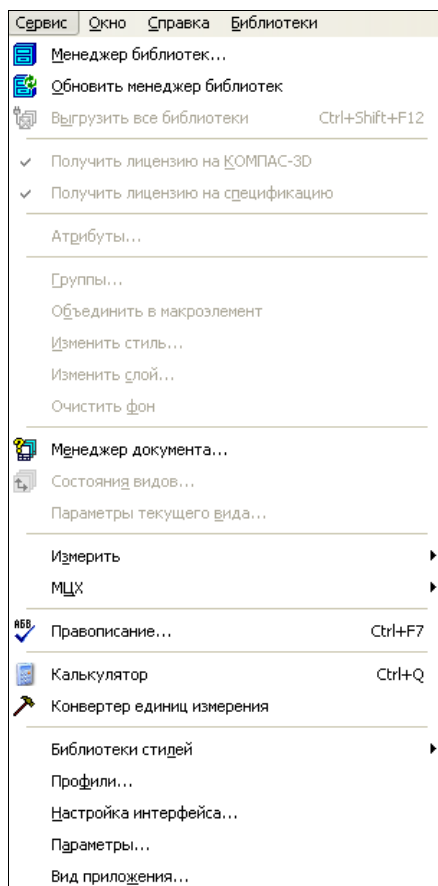 Сервис Окно Справка Библиотеки
Менеджер библиотек...
Обновить менеджер библиотек
Выгрузить все библиотеки Ctrl+Shift+F12
Получить лицензию на КОМПАС-3D
Получить лицензию на спецификацию
Атрибуты...
Группы...
Объединить в макроэлемент
Изменить стиль...
Изменить слой...
Очистить фон
Менеджер документа...
Состояния видов...
Параметры текущего вида...
Измерить
МЦХ
АБВ Правописание... Ctrl+F7
Калькулятор Ctrl+Q
Конвертер единиц измерения
Библиотеки стилей
Профили...
Настройка интерфейса...
Параметры...
Вид приложения...